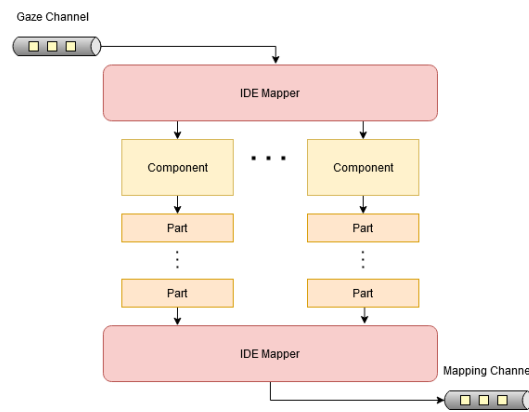 Gaze Channel
IDE Mapper
Component
Component
Part
Part
Part
Part
IDE Mapper
Mapping Channel